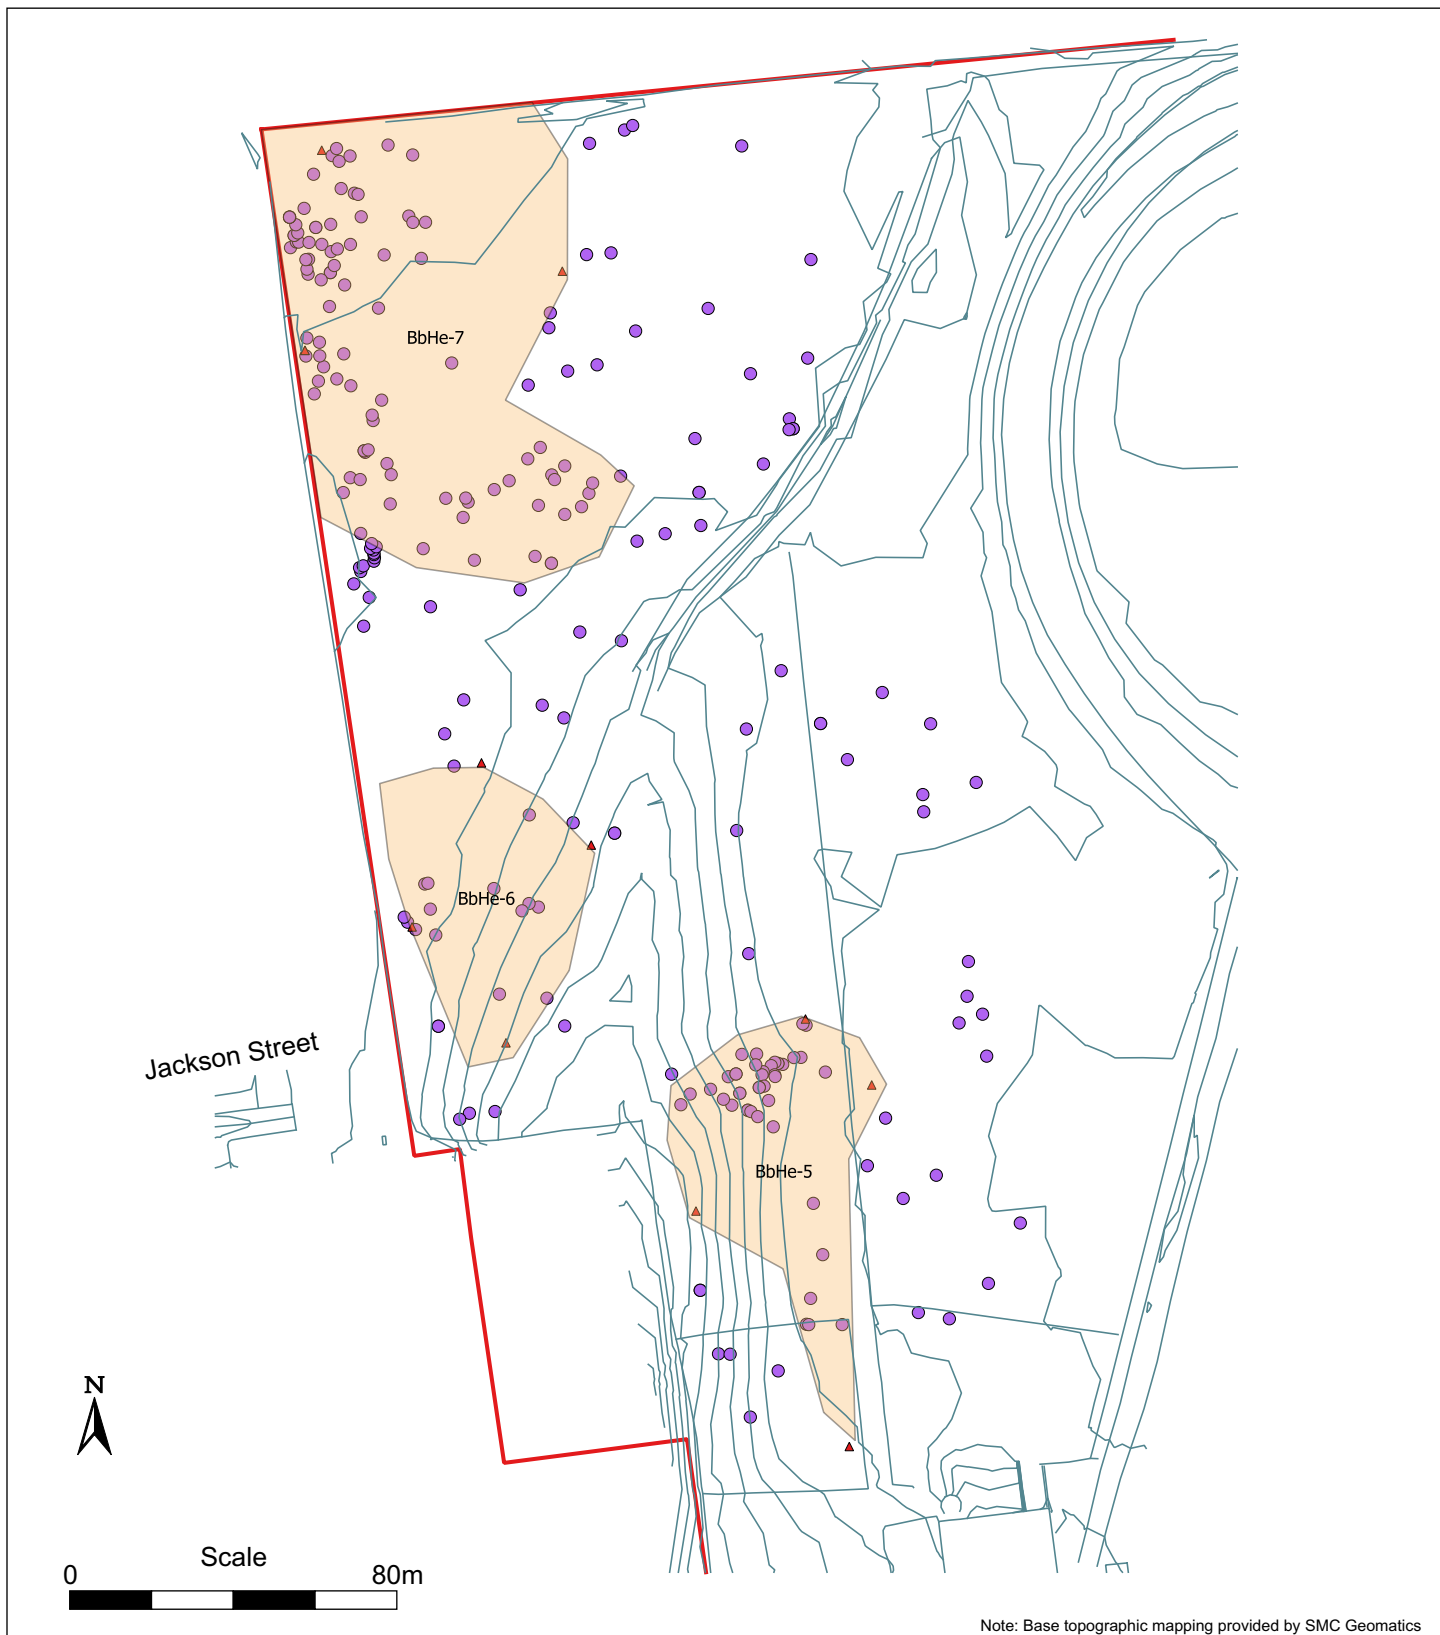 BbHe-7
BbHe-6
Jackson Street
BbHe-5
N
Scale
0 80m
Note: Base topographic mapping provided by SMC Geomatics